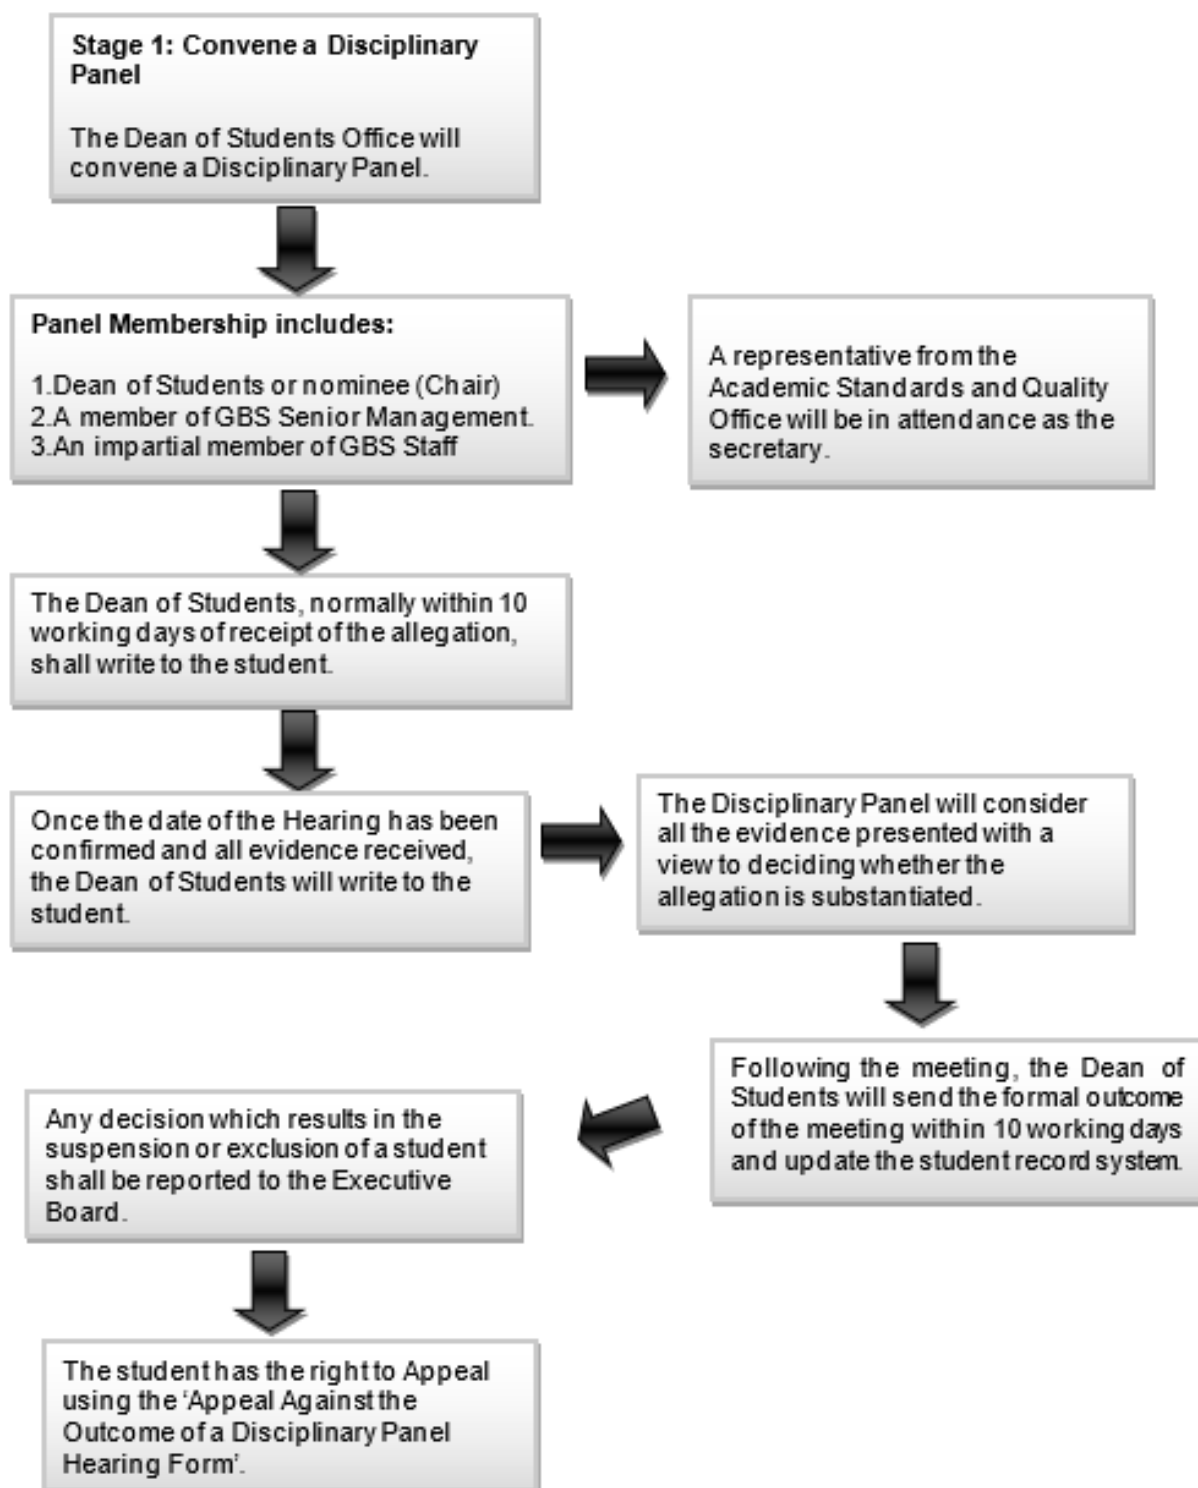 Stage 1: Convene a Disciplinary
Panel
The Dean of Students Office will
convene a Disciplinary Panel.
Panel Membership includes:
1.Dean of Students or nominee (Chair)
2.A member of GBS Senior Management.
3.An impartial member of GBS Staff
A representative from the
Academic Standards and Quality
Office will be in attendance as the
secretary.
The Dean of Students, normally within 10
working days of receipt of the allegation,
shall write to the student.
Once the date of the Hearing has been
confirmed and all evidence received,
the Dean of Students will write to the
student.
The Disciplinary Panel will consider
all the evidence presented with a
view to deciding whether the
allegation is substantiated.
Following the meeting, the Dean of
Students will send the formal outcome
of the meeting within 10 working days
and update the student record system.
Any decision which results in the
suspension or exclusion of a student
shall be reported to the Executive
Board.
The student has the right to Appeal
using the ‘Appeal Against the
Outcome of a Disciplinary Panel
Hearing Form’.